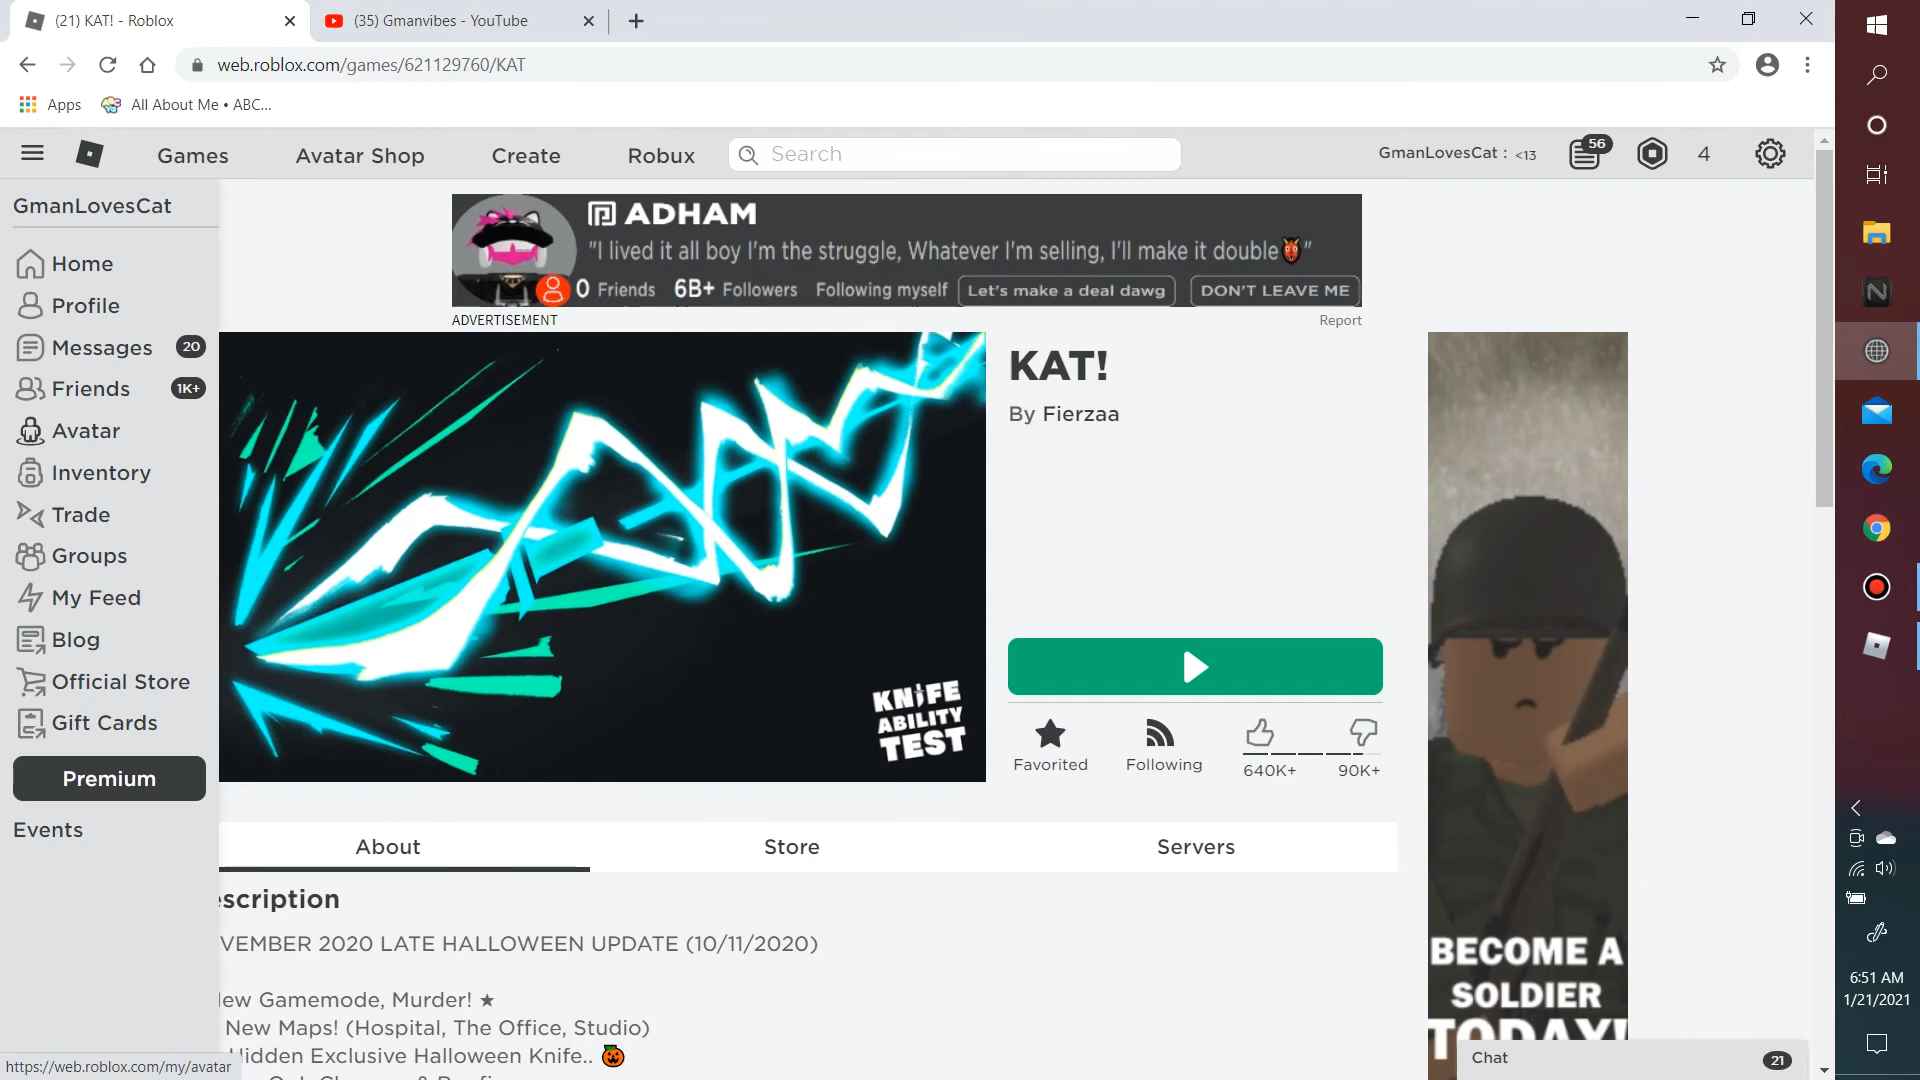 (21) KAT! - Roblox
(35) Gmanvibes - YouTube
web.roblox.com/games/621129760/KAT
Apps
All About Me • ABC...
Games
Avatar Shop
Create
Robux
Search
GmanLovesCat : <13
56
4
GmanLovesCat
Home
Profile
Messages 20
Friends 1K+
Avatar
Inventory
Trade
Groups
My Feed
Blog
Official Store
Gift Cards
Premium
Events
ADHAM
"I lived it all boy I'm the struggle, Whatever I'm selling, I'll make it double👹"
0 Friends 6B+ Followers Following myself Let's make a deal dawg DON'T LEAVE ME
ADVERTISEMENT
Report
KNIFE
ABILITY
TEST
KAT!
By Fierzaa
Favorited
Following
640K+
90K+
About
Store
Servers
escription
VEMBER 2020 LATE HALLOWEEN UPDATE (10/11/2020)
lew Gamemode, Murder! ★
New Maps! (Hospital, The Office, Studio)
Hidden Exclusive Halloween Knife.. 🎃
BECOME A
SOLDIER
TODAY!
Chat 21
https://web.roblox.com/my/avatar
6:51 AM
1/21/2021